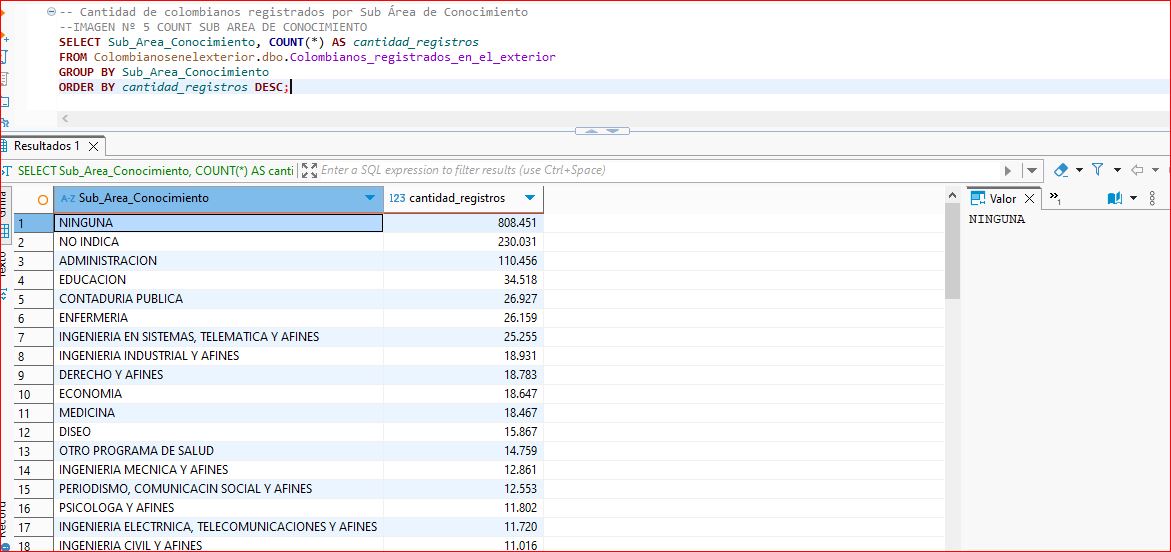 -- Cantidad de colombianos registrados por Sub Área de Conocimiento
--IMAGEN Nº 5 COUNT SUB AREA DE CONOCIMIENTO
SELECT Sub_Area_Conocimiento, COUNT(*) AS cantidad_registros
FROM Colombianosenelexterior.dbo.Colombianos_registrados_en_el_exterior
GROUP BY Sub_Area_Conocimiento
ORDER BY cantidad_registros DESC;
Resultados 1
SELECT Sub_Area_Conocimiento, COUNT(*) AS canti Enter a SQL expression to filter results (use Ctrl+Space)
A-Z Sub_Area_Conocimiento 123 cantidad_registros Valor
1 NINGUNA 808.451 NINGUNA
2 NO INDICA 230.031
3 ADMINISTRACION 110.456
4 EDUCACION 34.518
5 CONTADURIA PUBLICA 26.927
6 ENFERMERIA 26.159
7 INGENIERIA EN SISTEMAS, TELEMATICA Y AFINES 25.255
8 INGENIERIA INDUSTRIAL Y AFINES 18.931
9 DERECHO Y AFINES 18.783
10 ECONOMIA 18.647
11 MEDICINA 18.467
12 DISEO 15.867
13 OTRO PROGRAMA DE SALUD 14.759
14 INGENIERIA MECNICA Y AFINES 12.861
15 PERIODISMO, COMUNICACIN SOCIAL Y AFINES 12.553
16 PSICOLOGA Y AFINES 11.802
17 INGENIERIA ELECTRNICA, TELECOMUNICACIONES Y AFINES 11.720
18 INGENIERIA CIVIL Y AFINES 11.016
Texto
Record